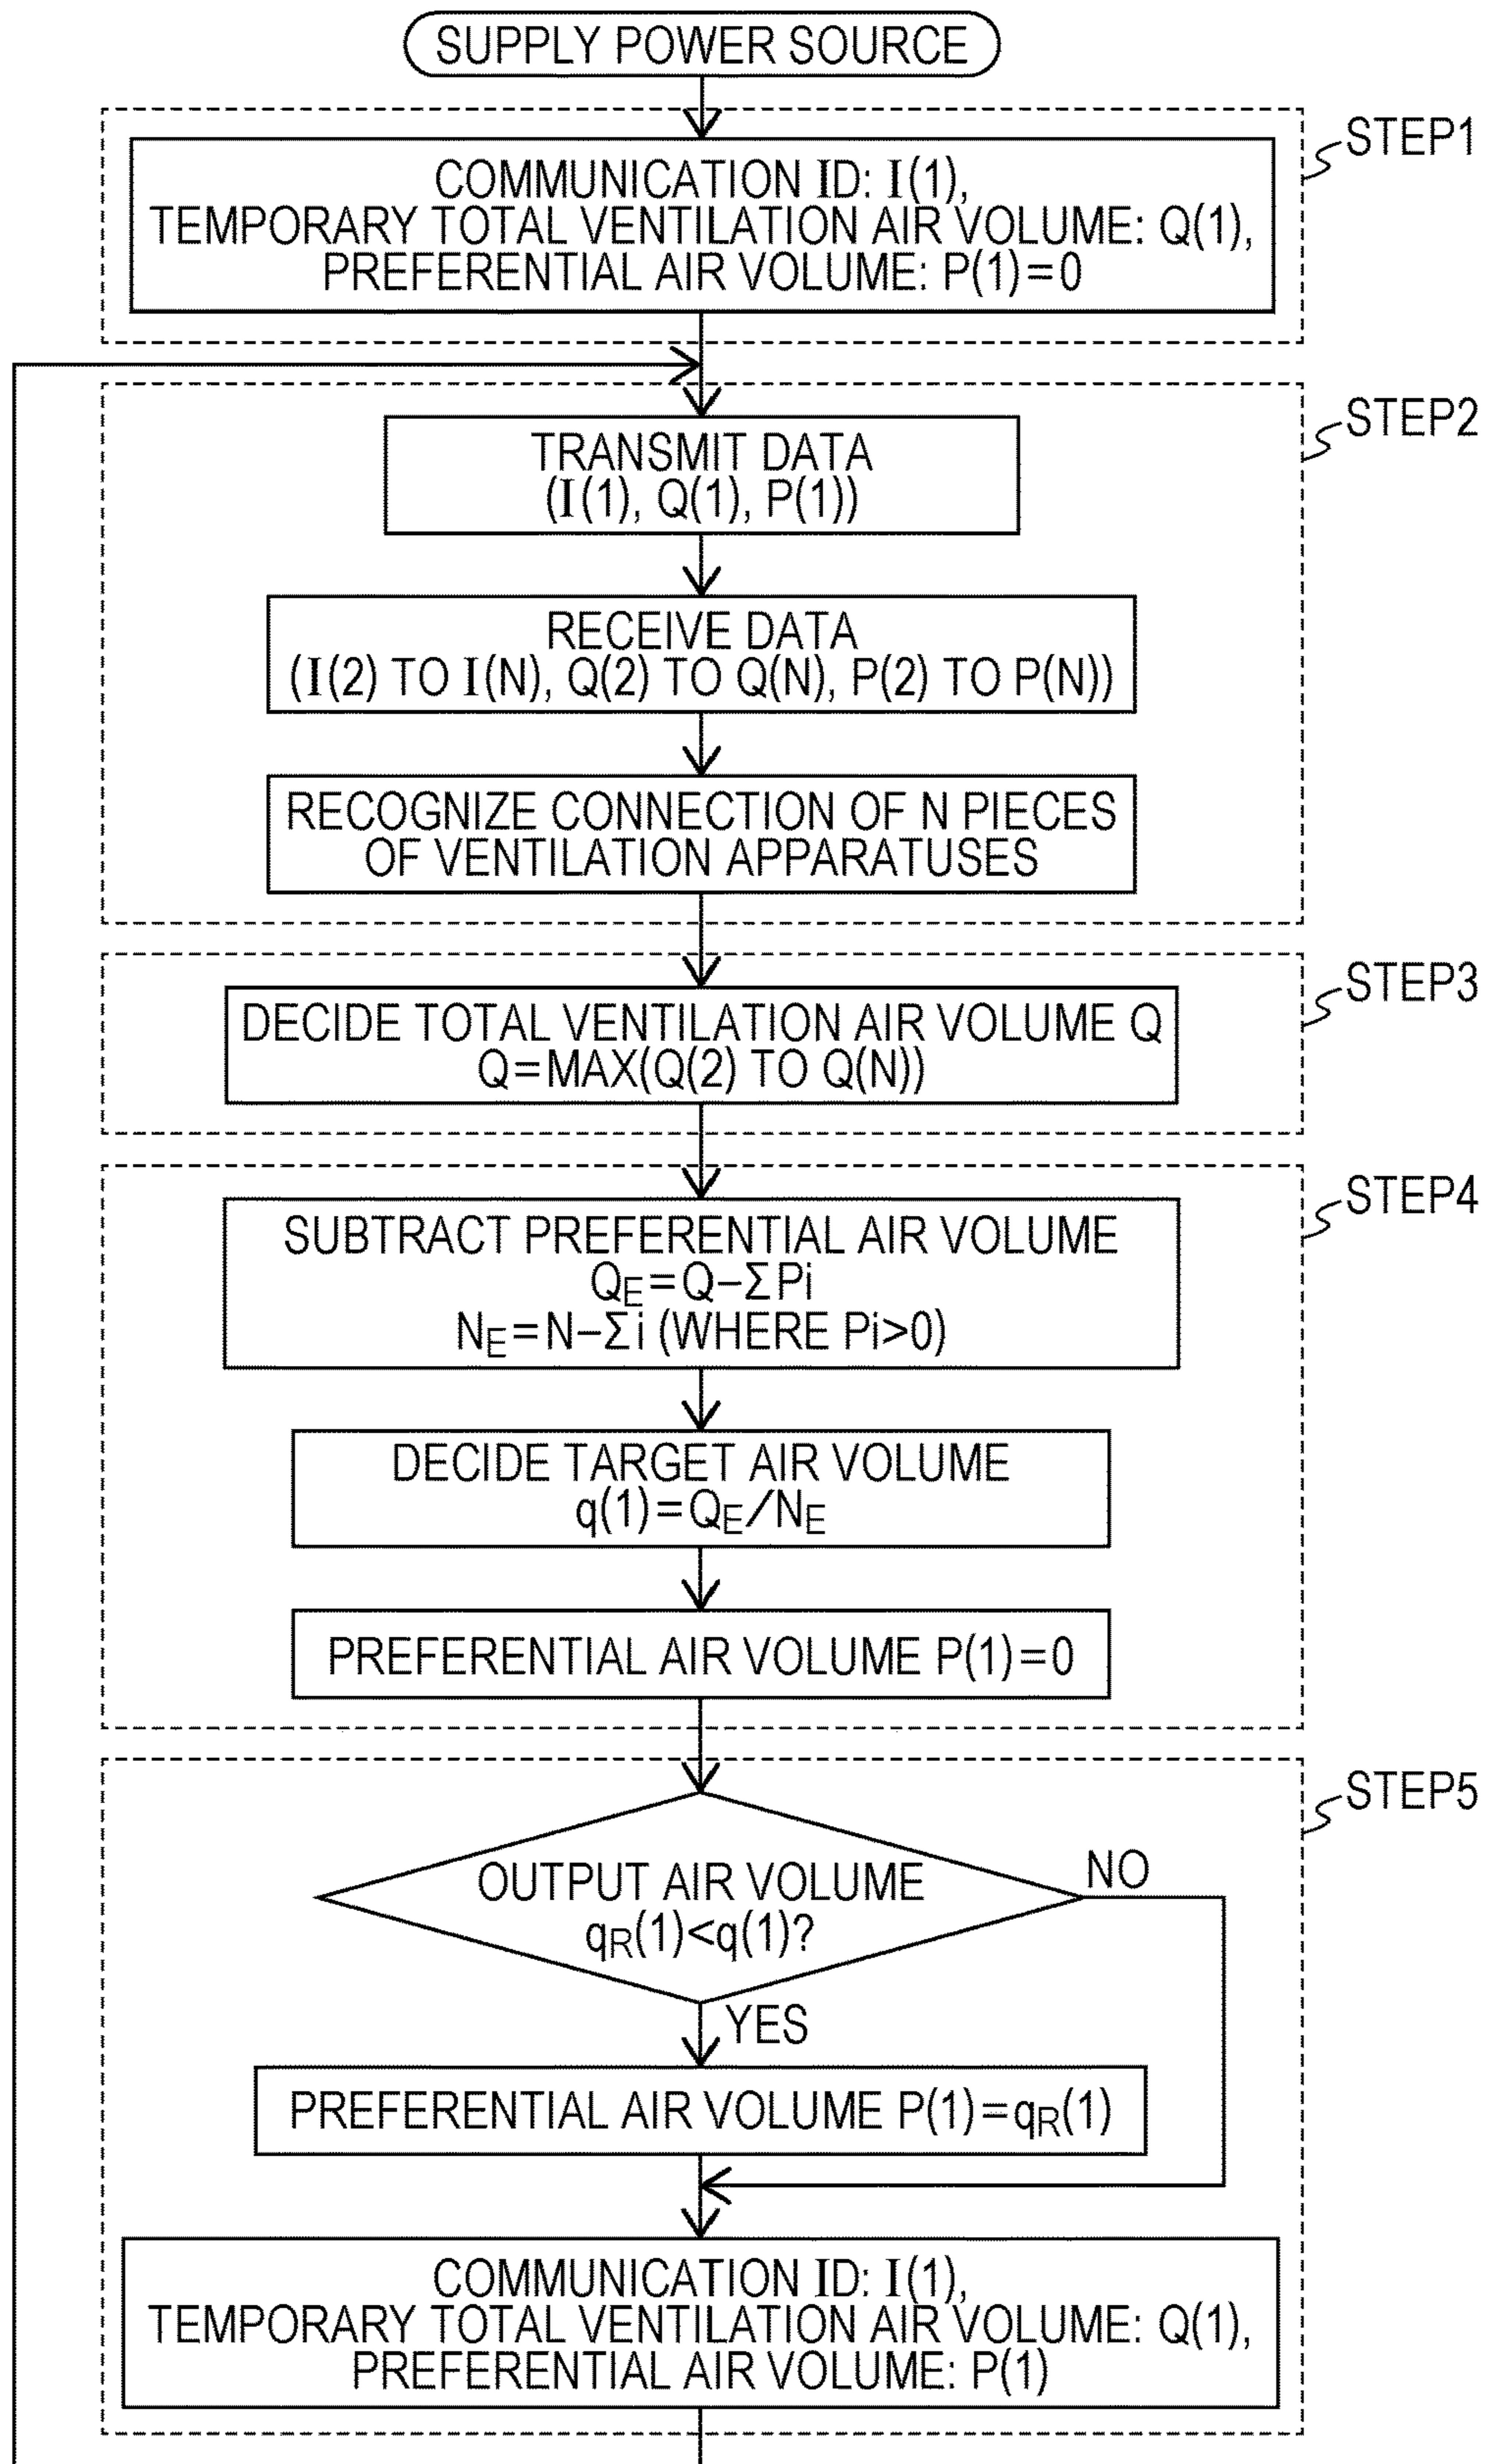 SUPPLY POWER SOURCE
STEP1
COMMUNICATION ID: I(1),
TEMPORARY TOTAL VENTILATION AIR VOLUME: Q(1),
PREFERENTIAL AIR VOLUME: P(1)=0
STEP2
TRANSMIT DATA
(I(1), Q(1), P(1))
RECEIVE DATA
(I(2) TO I(N), Q(2) TO Q(N), P(2) TO P(N))
RECOGNIZE CONNECTION OF N PIECES
OF VENTILATION APPARATUSES
STEP3
DECIDE TOTAL VENTILATION AIR VOLUME Q
Q=MAX(Q(2) TO Q(N))
STEP4
SUBTRACT PREFERENTIAL AIR VOLUME
QE=Q−ΣPi
NE=N−Σi (WHERE Pi>0)
DECIDE TARGET AIR VOLUME
q(1)=QE/NE
PREFERENTIAL AIR VOLUME P(1)=0
STEP5
OUTPUT AIR VOLUME
qR(1)<q(1)?
NO
YES
PREFERENTIAL AIR VOLUME P(1)=qR(1)
COMMUNICATION ID: I(1),
TEMPORARY TOTAL VENTILATION AIR VOLUME: Q(1),
PREFERENTIAL AIR VOLUME: P(1)